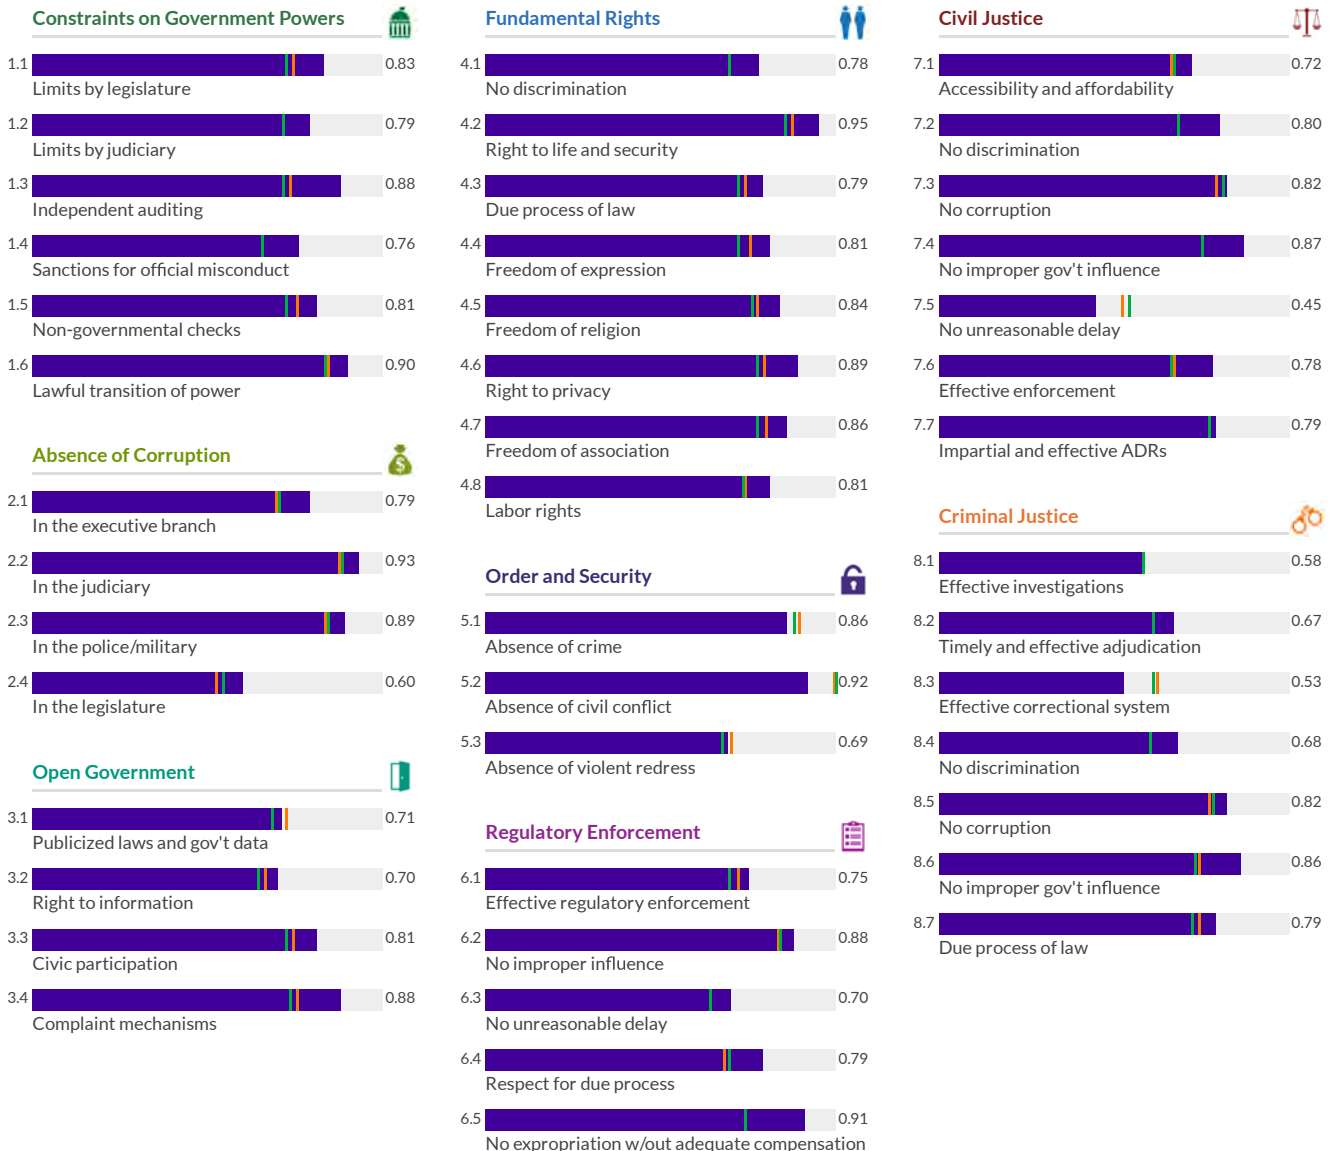 Constraints on Government Powers
1.1 0.83
Limits by legislature
1.2 0.79
Limits by judiciary
1.3 0.88
Independent auditing
1.4 0.76
Sanctions for official misconduct
1.5 0.81
Non-governmental checks
1.6 0.90
Lawful transition of power
Absence of Corruption
$
2.1 0.79
In the executive branch
2.2 0.93
In the judiciary
2.3 0.89
In the police/military
2.4 0.60
In the legislature
Open Government
3.1 0.71
Publicized laws and gov't data
3.2 0.70
Right to information
3.3 0.81
Civic participation
3.4 0.88
Complaint mechanisms
Fundamental Rights
4.1 0.78
No discrimination
4.2 0.95
Right to life and security
4.3 0.79
Due process of law
4.4 0.81
Freedom of expression
4.5 0.84
Freedom of religion
4.6 0.89
Right to privacy
4.7 0.86
Freedom of association
4.8 0.81
Labor rights
Order and Security
5.1 0.86
Absence of crime
5.2 0.92
Absence of civil conflict
5.3 0.69
Absence of violent redress
Regulatory Enforcement
6.1 0.75
Effective regulatory enforcement
6.2 0.88
No improper influence
6.3 0.70
No unreasonable delay
6.4 0.79
Respect for due process
6.5 0.91
No expropriation w/out adequate compensation
Civil Justice
7.1 0.72
Accessibility and affordability
7.2 0.80
No discrimination
7.3 0.82
No corruption
7.4 0.87
No improper gov't influence
7.5 0.45
No unreasonable delay
7.6 0.78
Effective enforcement
7.7 0.79
Impartial and effective ADRs
Criminal Justice
8.1 0.58
Effective investigations
8.2 0.67
Timely and effective adjudication
8.3 0.53
Effective correctional system
8.4 0.68
No discrimination
8.5 0.82
No corruption
8.6 0.86
No improper gov't influence
8.7 0.79
Due process of law